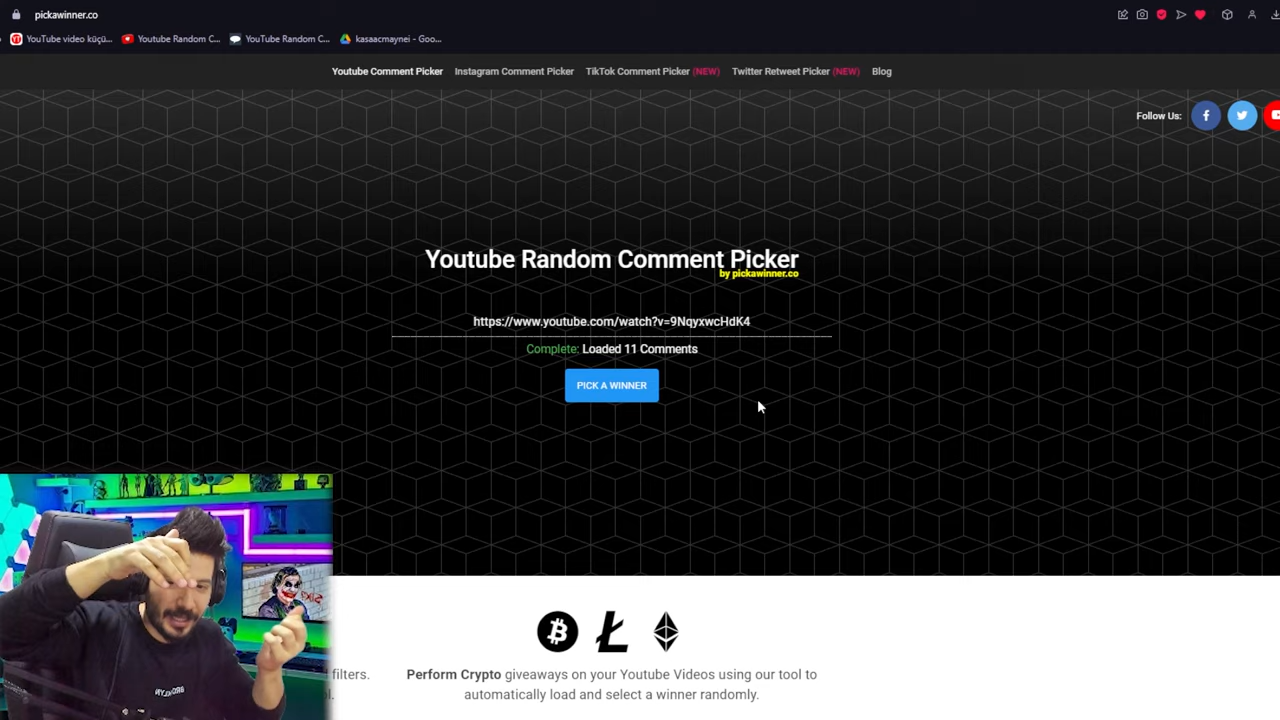 pickawinner.co
YouTube video küçü...
Youtube Random C...
YouTube Random C...
kasaacmaynei - Goo...
Youtube Comment Picker
Instagram Comment Picker
TikTok Comment Picker (NEW)
Twitter Retweet Picker (NEW)
Blog
Follow Us:
Youtube Random Comment Picker
by pickawinner.co
https://www.youtube.com/watch?v=9NqyxwcHdK4
Complete: Loaded 11 Comments
PICK A WINNER
filters.
Perform Crypto giveaways on your Youtube Videos using our tool to
automatically load and select a winner randomly.